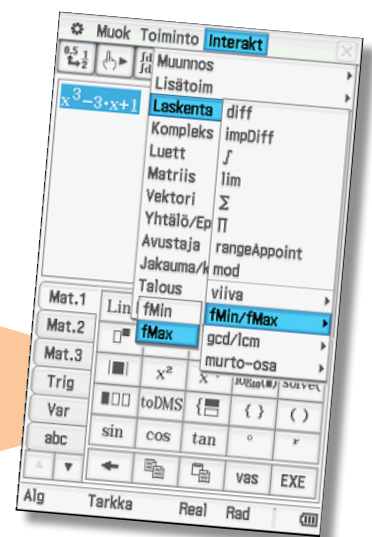 Muok Toiminto Interakt
Muunnos
Lisätoim
Laskenta
Kompleks
Luett
Matriis
Vektori
Yhtälö/Ep
Avustaja
Jakauma/k
Talous
fMin
fMax
diff
impDiff
∫
lim
Σ
Π
rangeAppoint
mod
viiva
fMin/fMax
gcd/lcm
murto-osa
x³−3·x+1
Mat.1
Mat.2
Mat.3
Trig
Var
abc
Lin
|■| x²
toDMS { } ( )
sin cos tan ° r
vas EXE
Alg Tarkka Real Rad